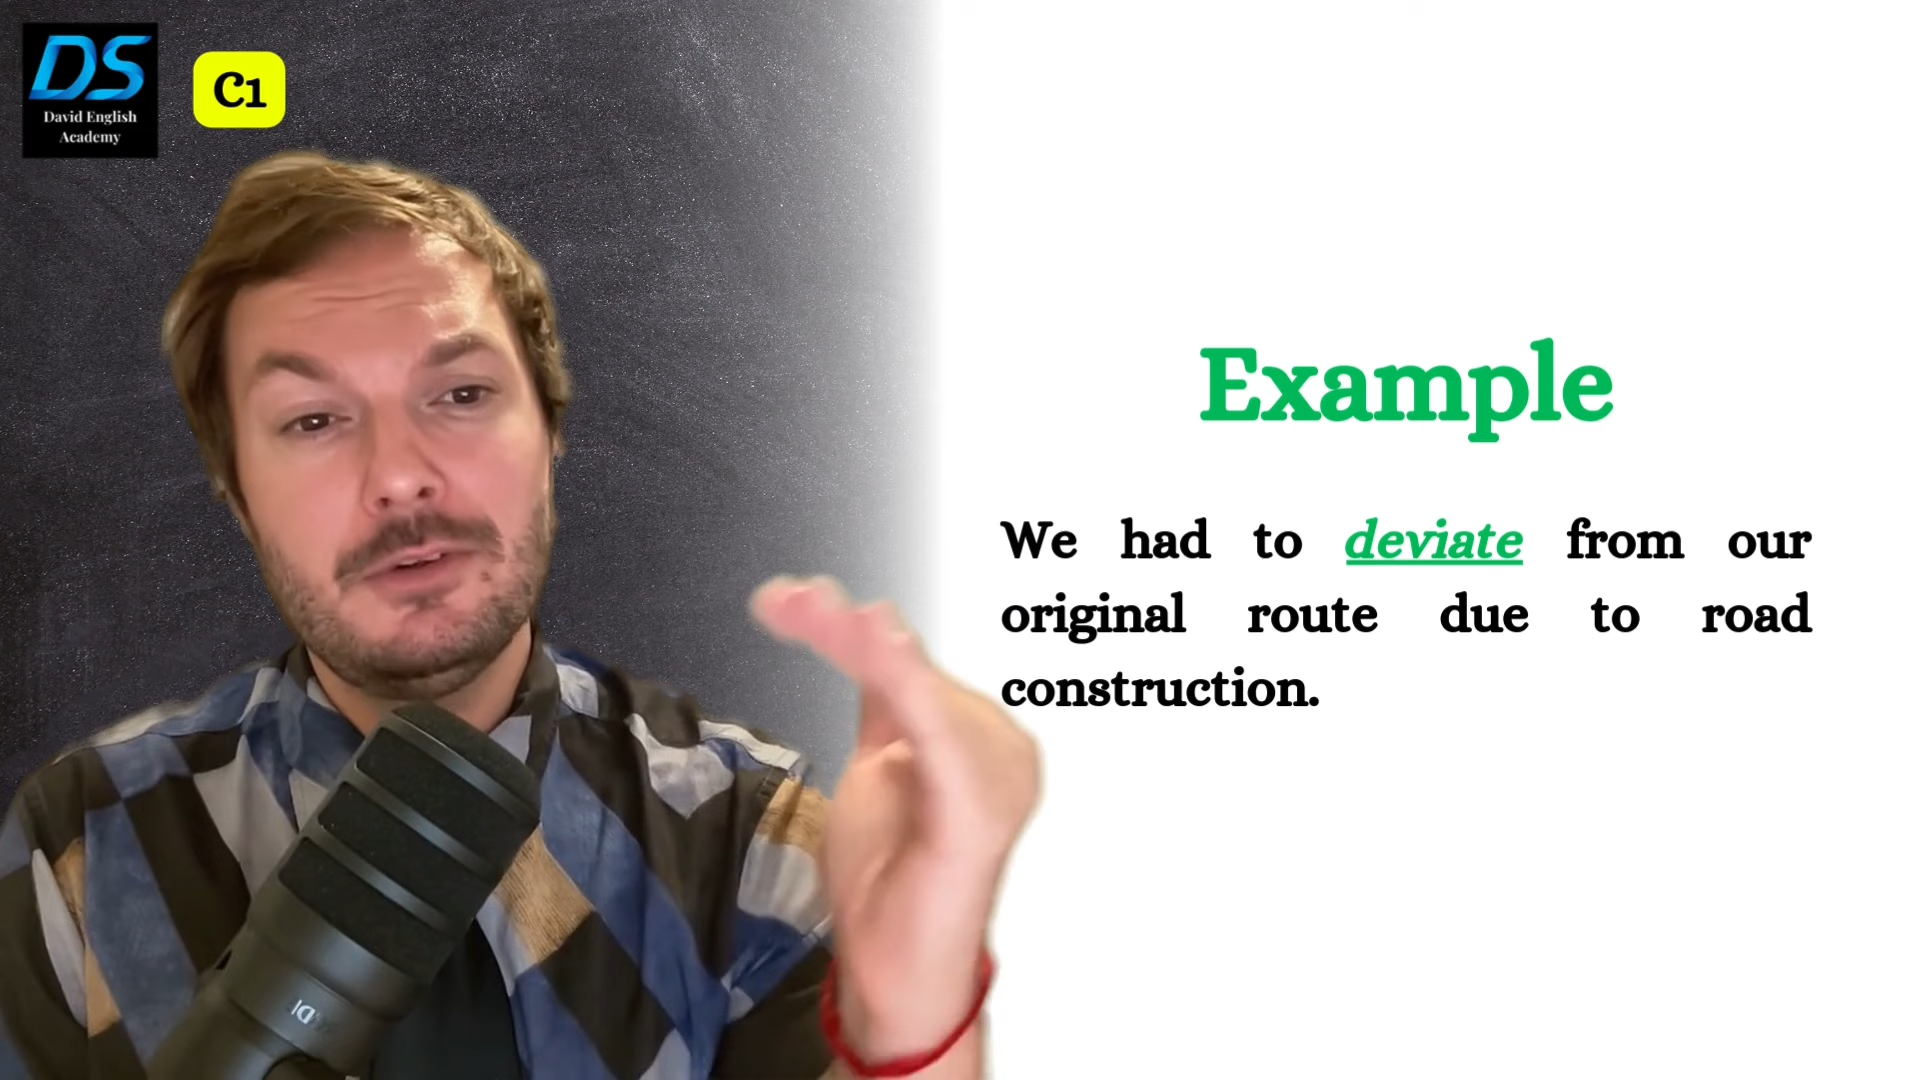 DS
David English
Academy
C1
Example
We had to deviate from our
original route due to road
construction.